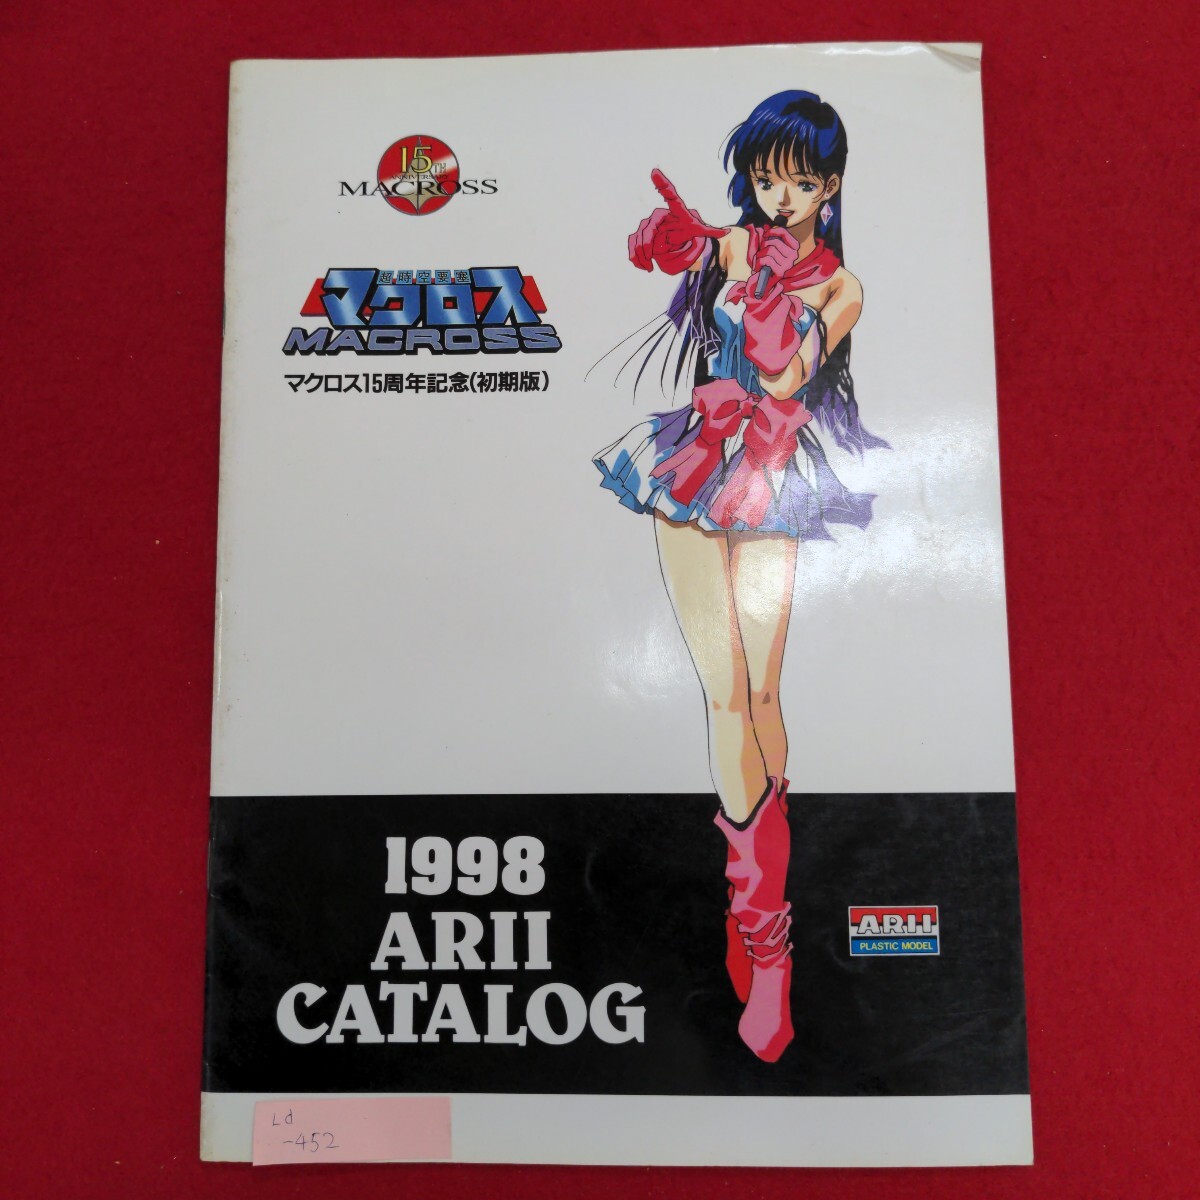 15TH
ANNIVERSARY
MACROSS
超時空要塞
マクロス
MACROSS
マクロス15周年記念(初期版)
1998
ARII
CATALOG
ARII
PLASTIC MODEL
Ld
-452